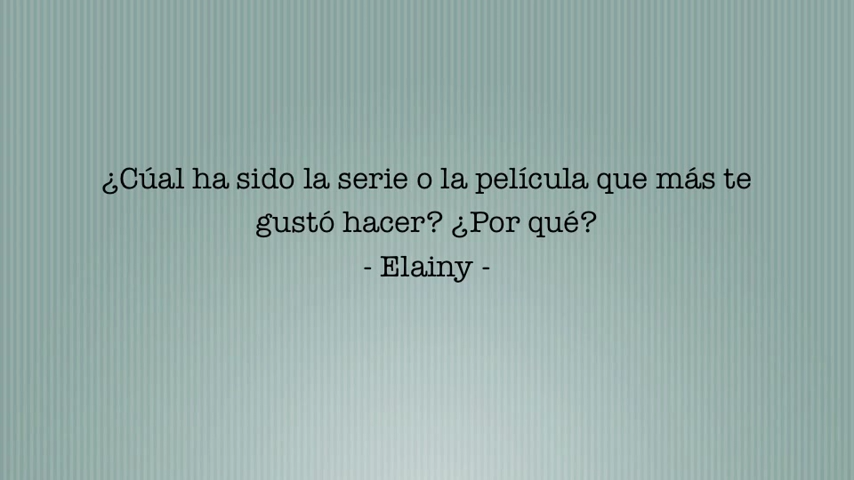 ¿Cúal ha sido la serie o la película que más te
gustó hacer? ¿Por qué?
- Elainy -